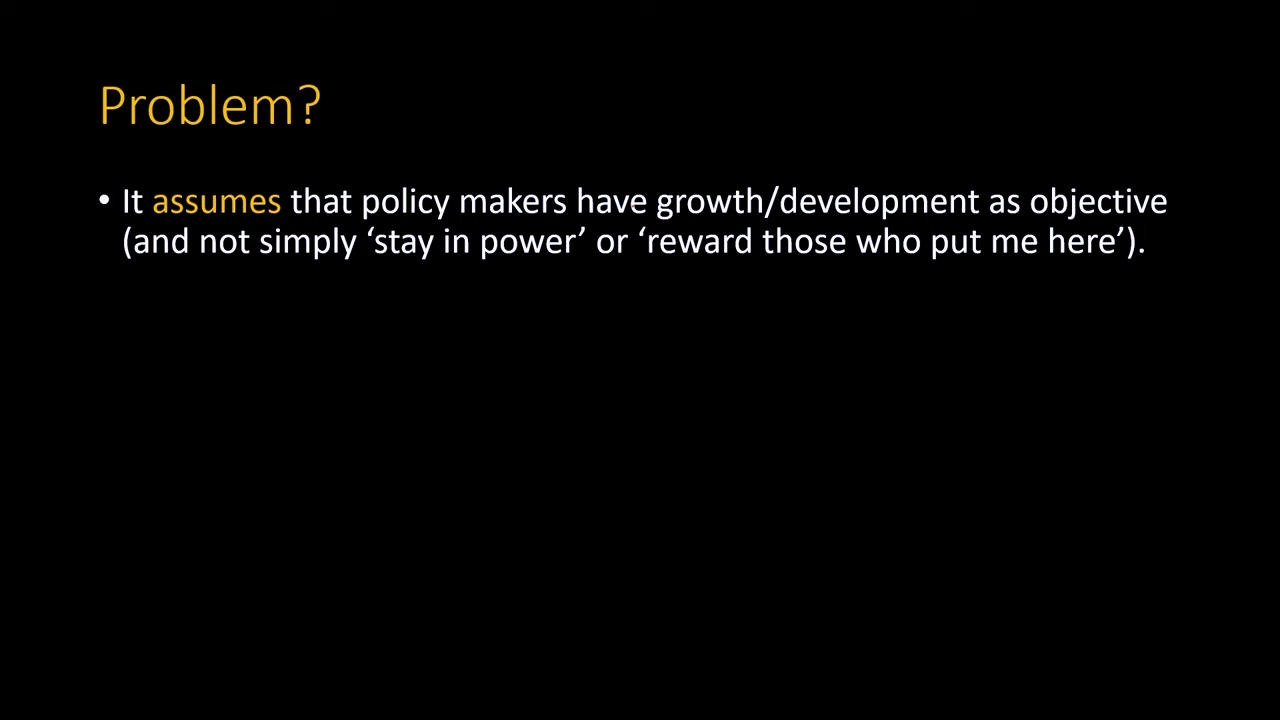 Problem?
• It assumes that policy makers have growth/development as objective
(and not simply ‘stay in power’ or ‘reward those who put me here’).